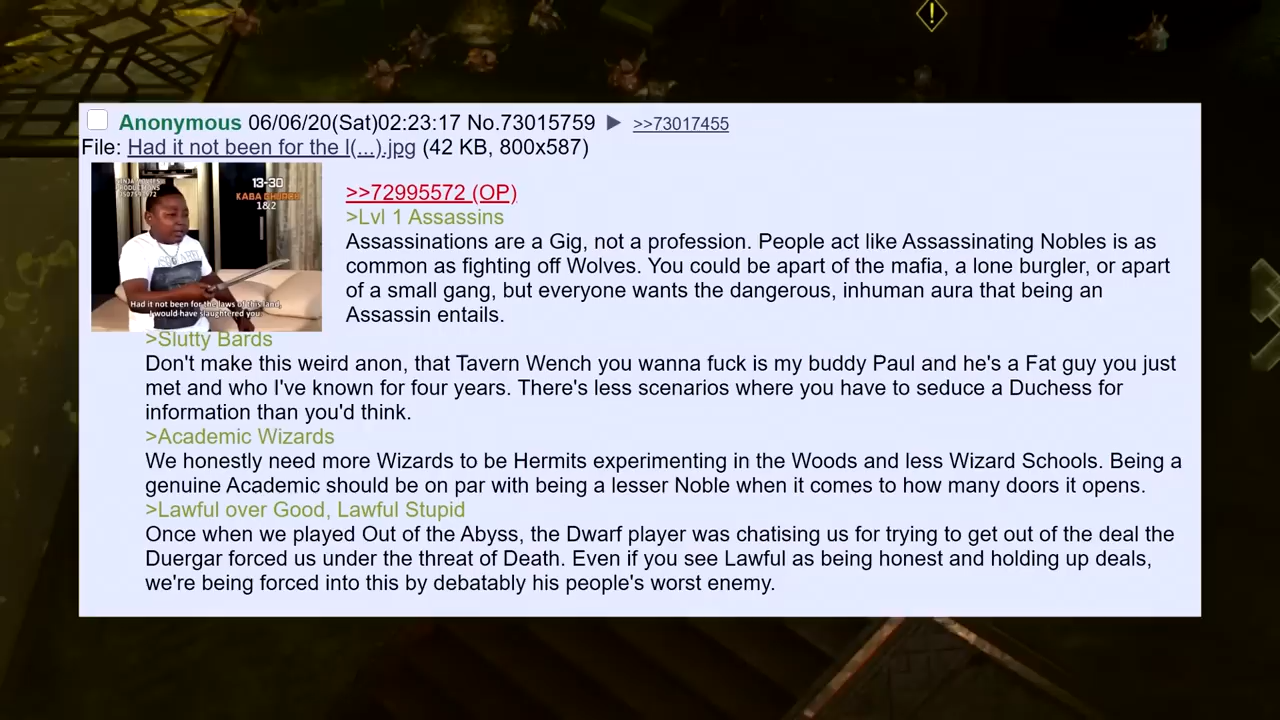 Anonymous 06/06/20(Sat)02:23:17 No.73015759 ▶ >>73017455
File: Had it not been for the l(...).jpg (42 KB, 800x587)
13-30
KABA CHURCH
1&2
Had it not been for the laws of this land,
I would have slaughtered you
>>72995572 (OP)
>Lvl 1 Assassins
Assassinations are a Gig, not a profession. People act like Assassinating Nobles is as
common as fighting off Wolves. You could be apart of the mafia, a lone burgler, or apart
of a small gang, but everyone wants the dangerous, inhuman aura that being an
Assassin entails.
>Slutty Bards
Don't make this weird anon, that Tavern Wench you wanna fuck is my buddy Paul and he's a Fat guy you just
met and who I've known for four years. There's less scenarios where you have to seduce a Duchess for
information than you'd think.
>Academic Wizards
We honestly need more Wizards to be Hermits experimenting in the Woods and less Wizard Schools. Being a
genuine Academic should be on par with being a lesser Noble when it comes to how many doors it opens.
>Lawful over Good, Lawful Stupid
Once when we played Out of the Abyss, the Dwarf player was chatising us for trying to get out of the deal the
Duergar forced us under the threat of Death. Even if you see Lawful as being honest and holding up deals,
we're being forced into this by debatably his people's worst enemy.